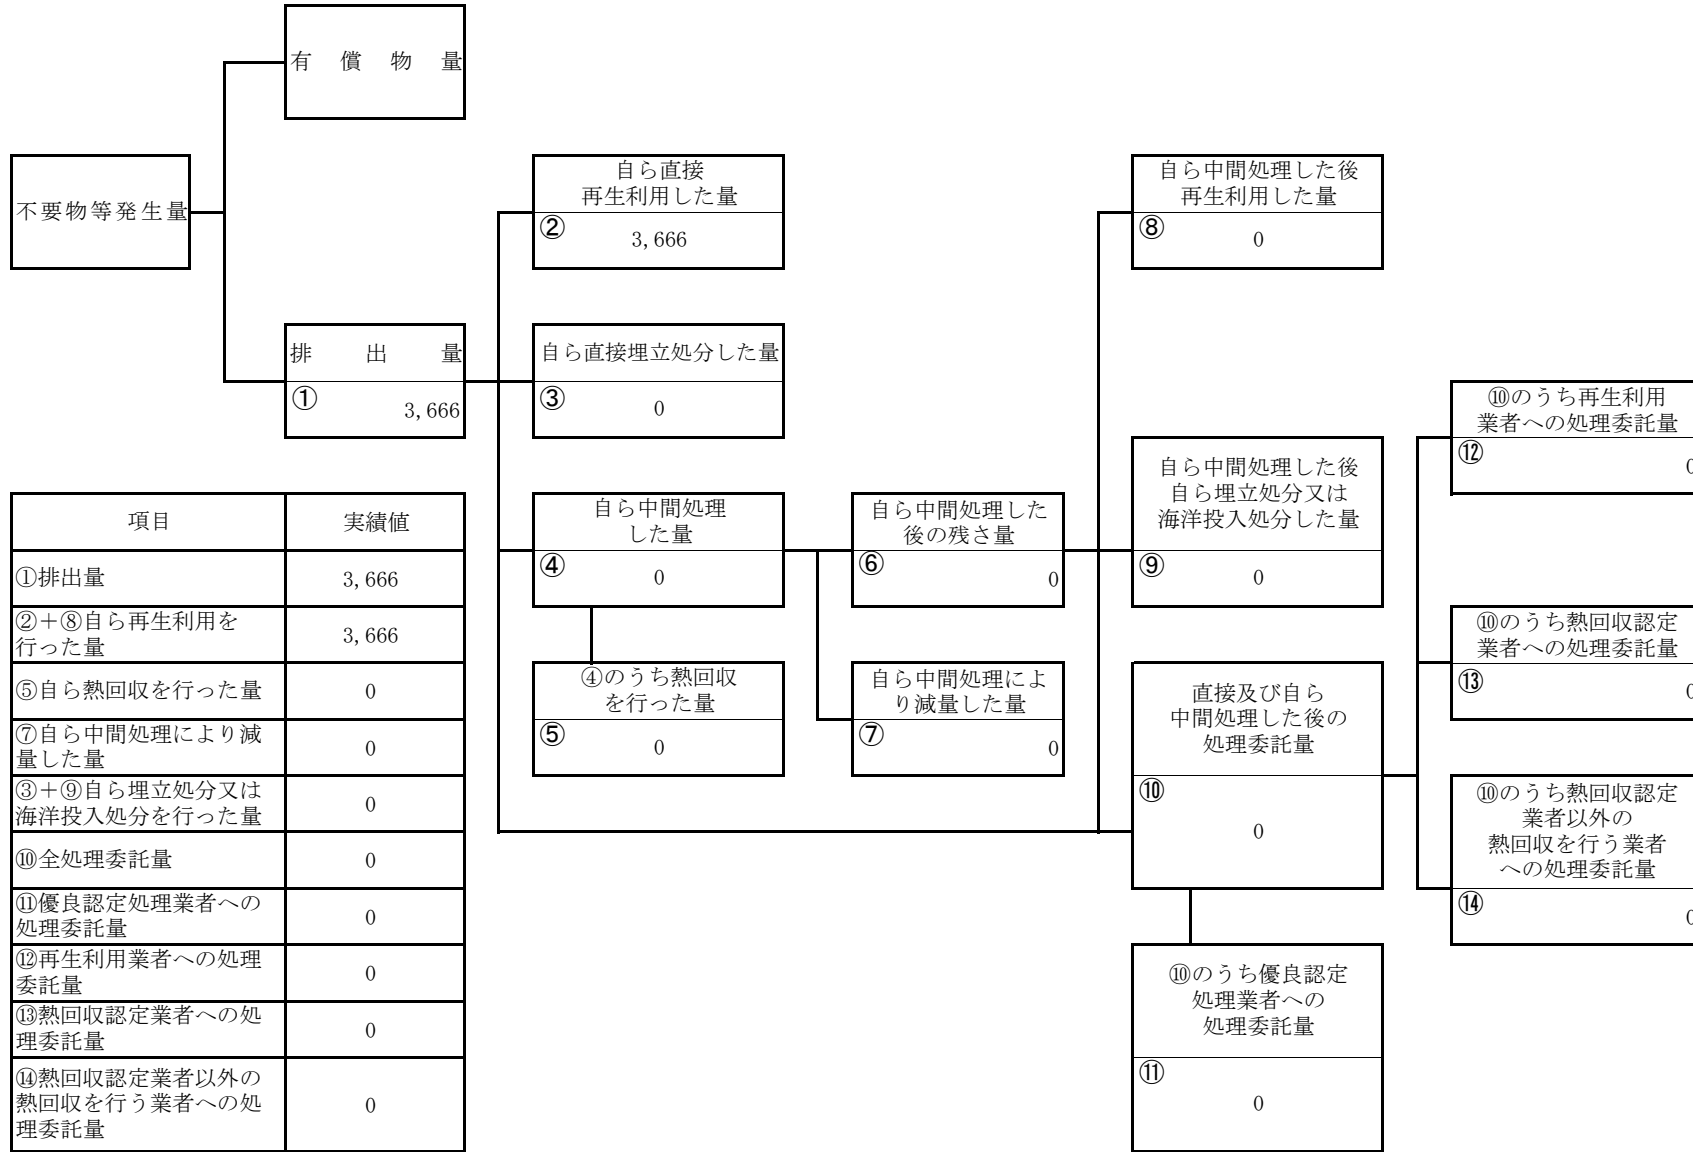 有償物量
不要物等発生量
自ら直接
再生利用した量
②
3,666
自ら中間処理した後
再生利用した量
⑧
0
排出量
①
3,666
自ら直接埋立処分した量
③
0
⑩のうち再生利用
業者への処理委託量
⑫
0
自ら中間処理した後
自ら埋立処分又は
海洋投入処分した量
⑨
0
自ら中間処理
した量
④
0
自ら中間処理した
後の残さ量
⑥
0
④のうち熱回収
を行った量
⑤
0
自ら中間処理によ
り減量した量
⑦
0
直接及び自ら
中間処理した後の
処理委託量
⑩
0
⑩のうち熱回収認定
業者への処理委託量
⑬
0
⑩のうち熱回収認定
業者以外の
熱回収を行う業者
への処理委託量
⑭
0
⑩のうち優良認定
処理業者への
処理委託量
⑪
0
項目 実績値
①排出量 3,666
②+⑧自ら再生利用を
行った量 3,666
⑤自ら熱回収を行った量 0
⑦自ら中間処理により減
量した量 0
③+⑨自ら埋立処分又は
海洋投入処分を行った量 0
⑩全処理委託量 0
⑪優良認定処理業者への
処理委託量 0
⑫再生利用業者への処理
委託量 0
⑬熱回収認定業者への処
理委託量 0
⑭熱回収認定業者以外の
熱回収を行う業者への処
理委託量 0